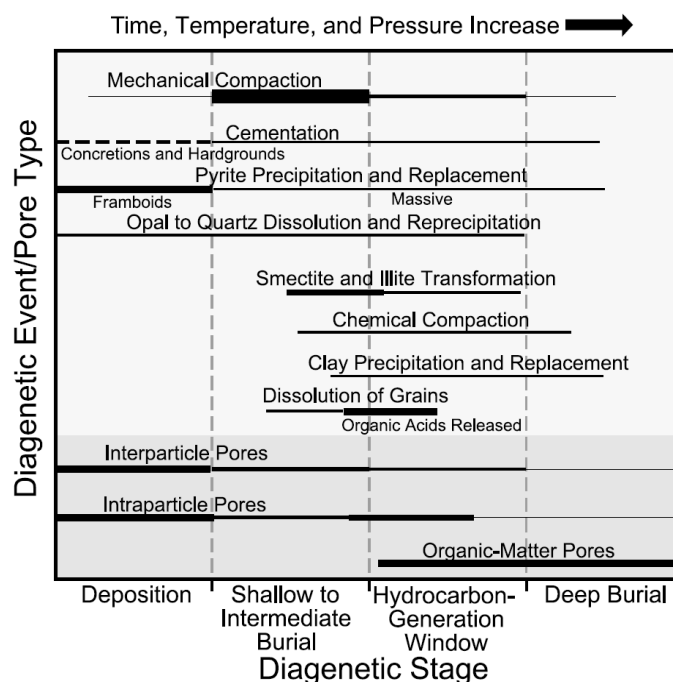 Time, Temperature, and Pressure Increase
Diagenetic Event/Pore Type
Mechanical Compaction
Cementation
Concretions and Hardgrounds
Pyrite Precipitation and Replacement
Framboids
Massive
Opal to Quartz Dissolution and Reprecipitation
Smectite and Illite Transformation
Chemical Compaction
Clay Precipitation and Replacement
Dissolution of Grains
Organic Acids Released
Interparticle Pores
Intraparticle Pores
Organic-Matter Pores
Deposition
Shallow to
Intermediate
Burial
Hydrocarbon-
Generation
Window
Deep Burial
Diagenetic Stage